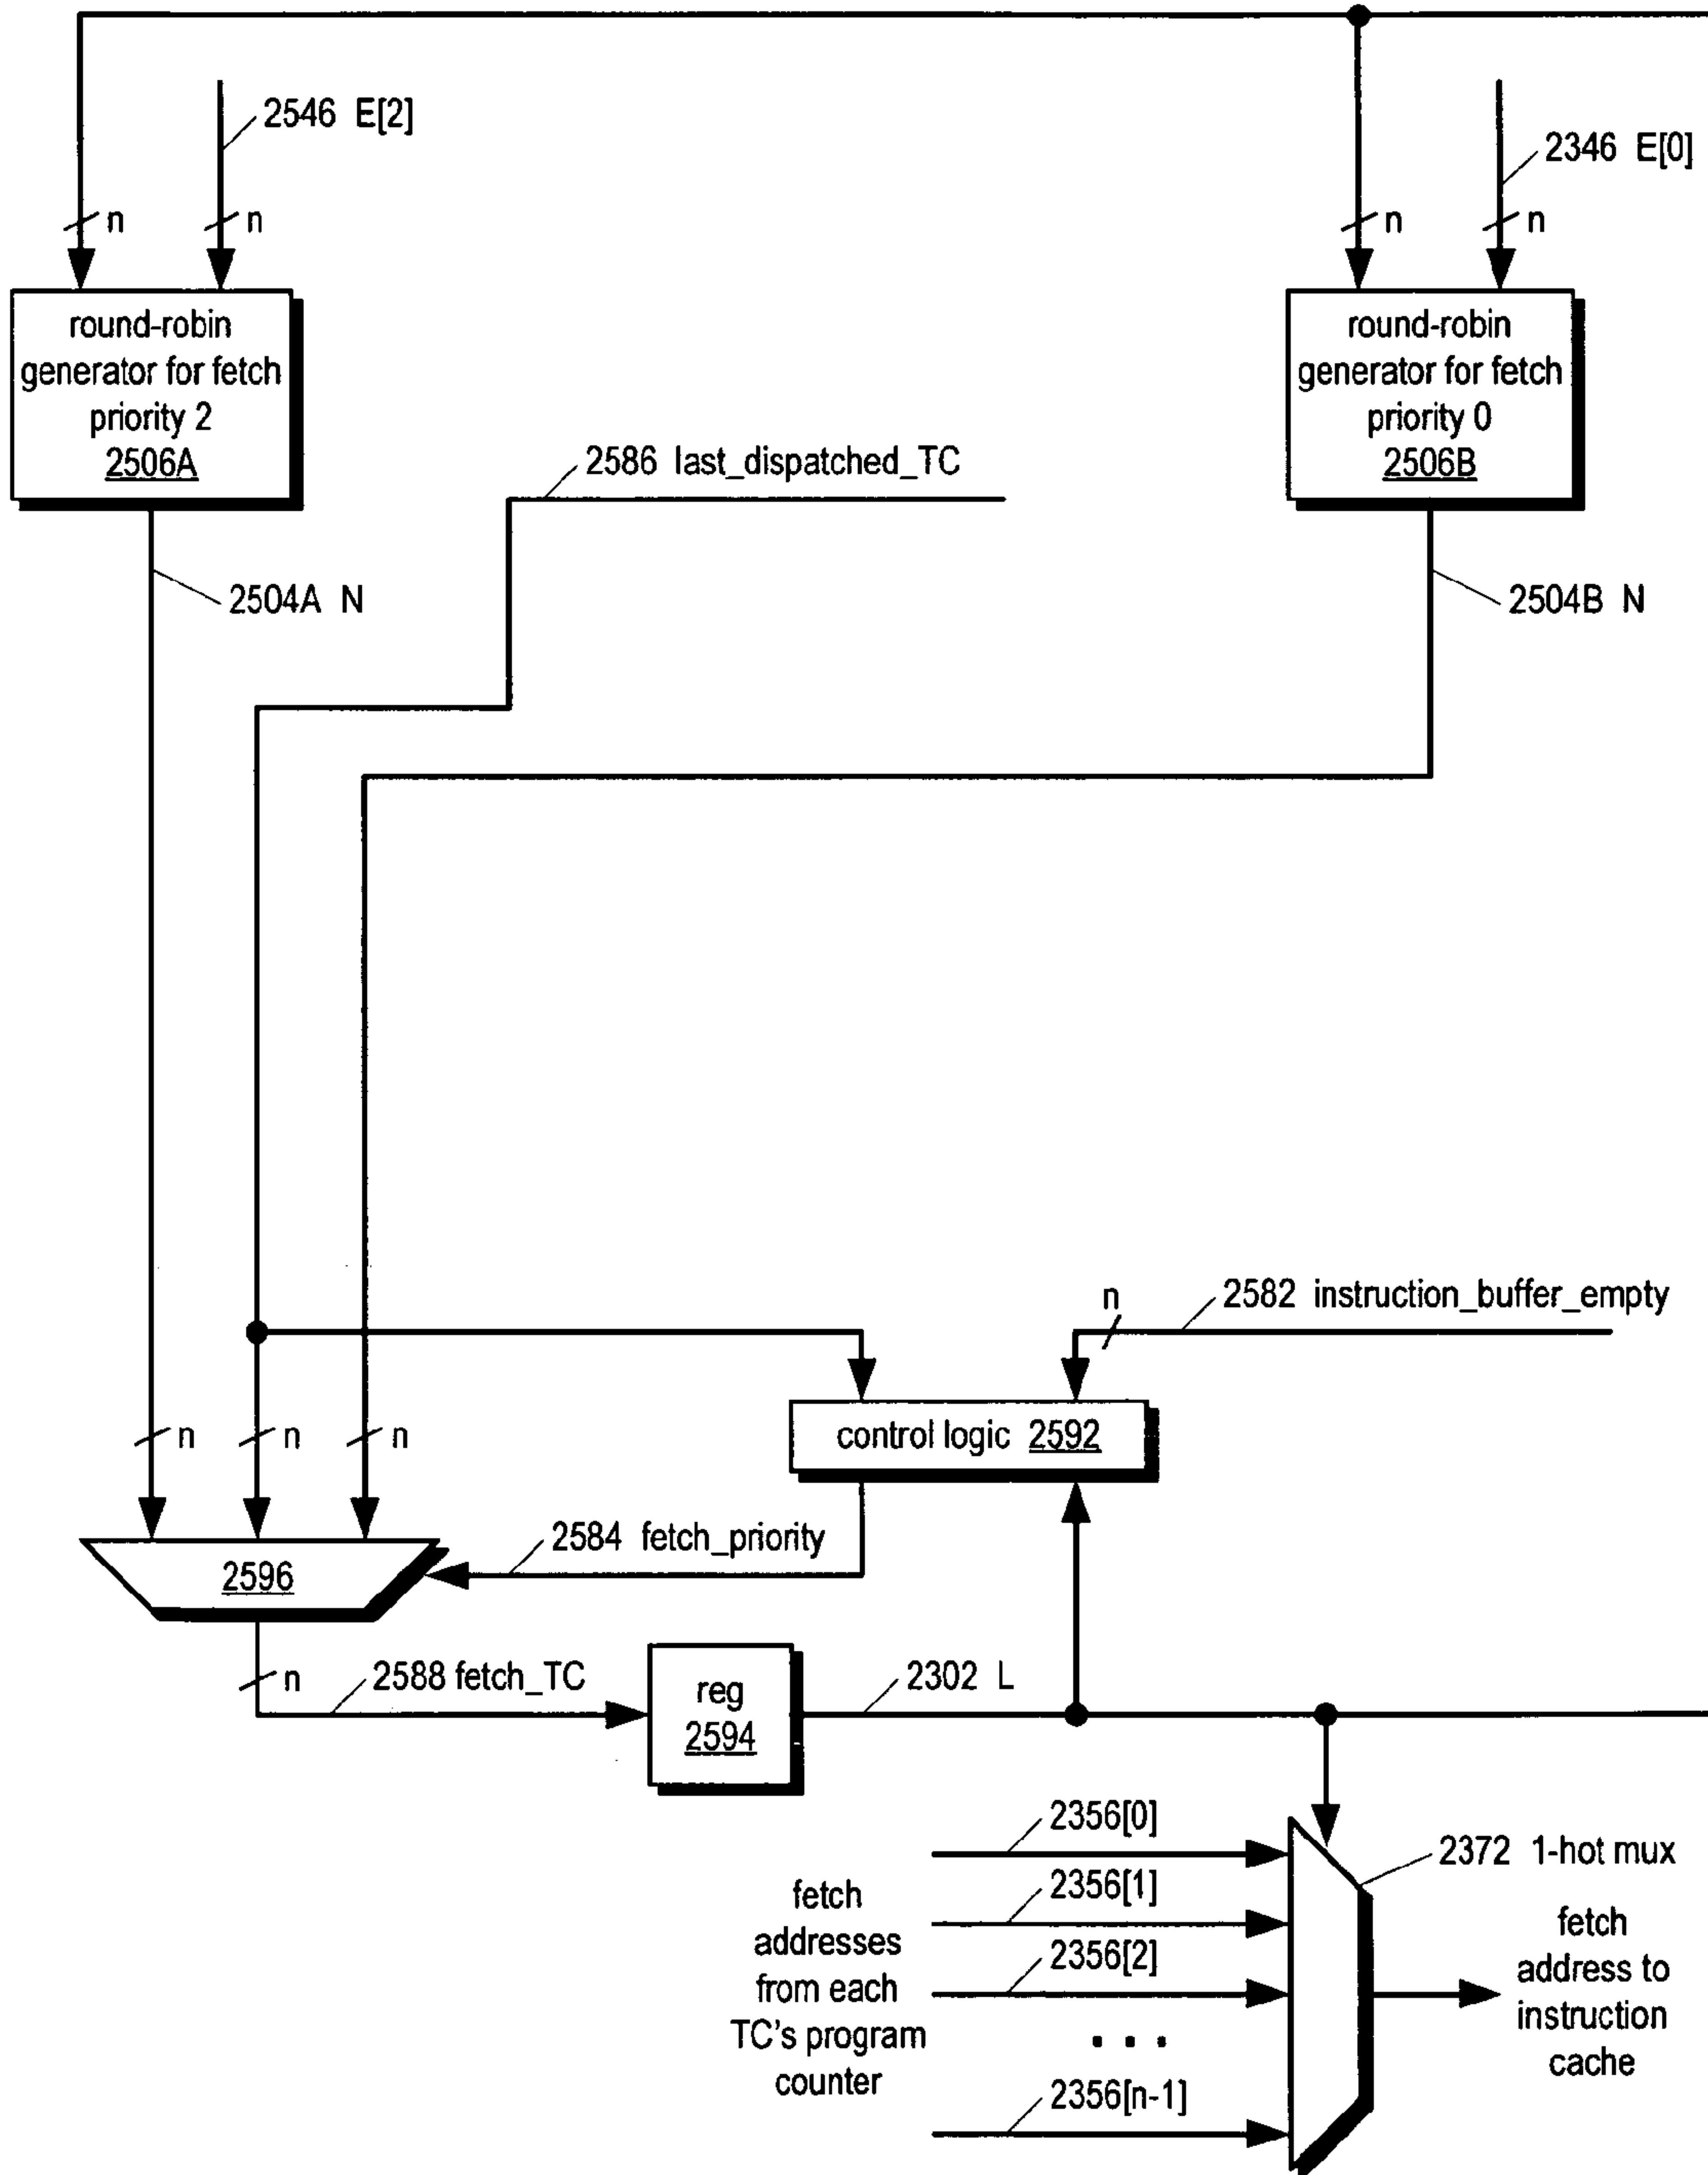 2546 E[2]
2346 E[0]
n
n
n
n
round-robin
generator for fetch
priority 2
2506A
round-robin
generator for fetch
priority 0
2506B
2586 last_dispatched_TC
2504A N
2504B N
n
2582 instruction_buffer_empty
n
n
n
control logic 2592
2584 fetch_priority
2596
n
2588 fetch_TC
reg
2594
2302 L
2356[0]
2356[1]
2356[2]
. . .
2356[n-1]
fetch
addresses
from each
TC's program
counter
2372 1-hot mux
fetch
address to
instruction
cache